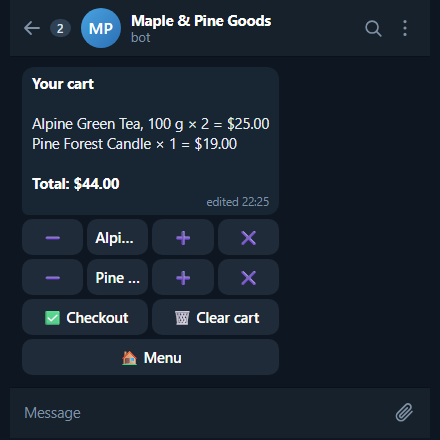 2
MP
Maple & Pine Goods
bot
Your cart
Alpine Green Tea, 100 g × 2 = $25.00
Pine Forest Candle × 1 = $19.00
Total: $44.00
edited 22:25
➖ Alpi... ➕ ✖
➖ Pine ... ➕ ✖
✅ Checkout 🗑 Clear cart
🏠 Menu
Message